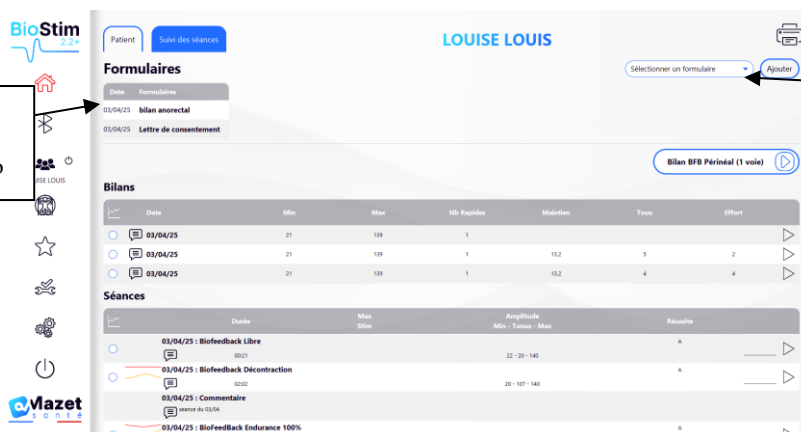 BioStim
2.2+
Patient
Suivi des séances
LOUISE LOUIS
Formulaires
Sélectionner un formulaire
Ajouter
Date Formulaires
03/04/25 bilan anorectal
03/04/25 Lettre de consentement
Bilan BFB Périnéal (1 voie)
UISE LOUIS
Bilans
Date Min Max Nb Rapides Maintien Toux Effort
03/04/25 21 139 1
03/04/25 21 139 1 13.2 5 2
03/04/25 21 139 1 13.2 4 4
Séances
Durée Max Stim Amplitude Min - Tonus - Max Réussite
03/04/25 : Biofeedback Libre
00:21 22 - 20 - 140 A
03/04/25 : Biofeedback Décontraction
02:02 20 - 107 - 140 A
03/04/25 : Commentaire
seance du 03/04
03/04/25 : BioFeedBack Endurance 100%
A
Mazet
santé